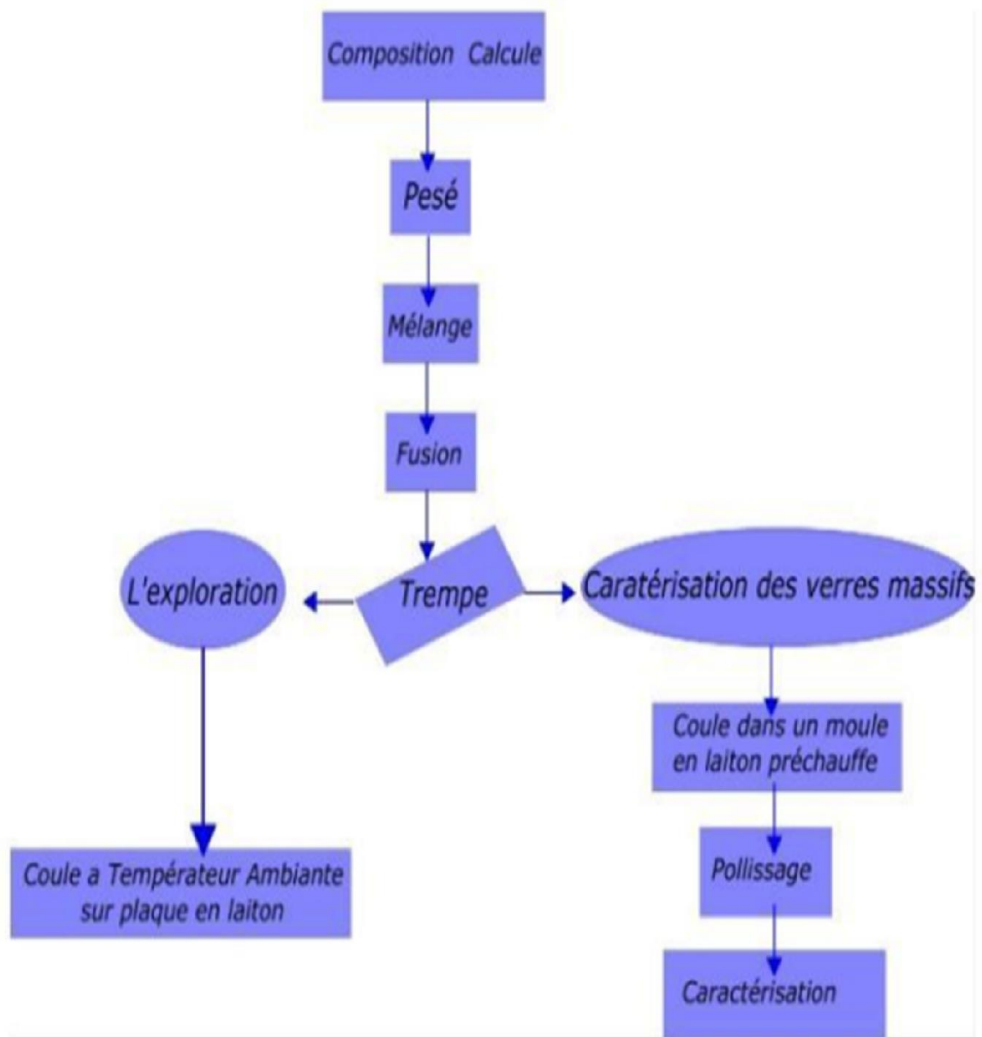 Composition Calcule
Pesé
Mélange
Fusion
Trempe
L'exploration
Caratérisation des verres massifs
Coule a Températeur Ambiante
sur plaque en laiton
Coule dans un moule
en laiton préchauffe
Pollissage
Caractérisation